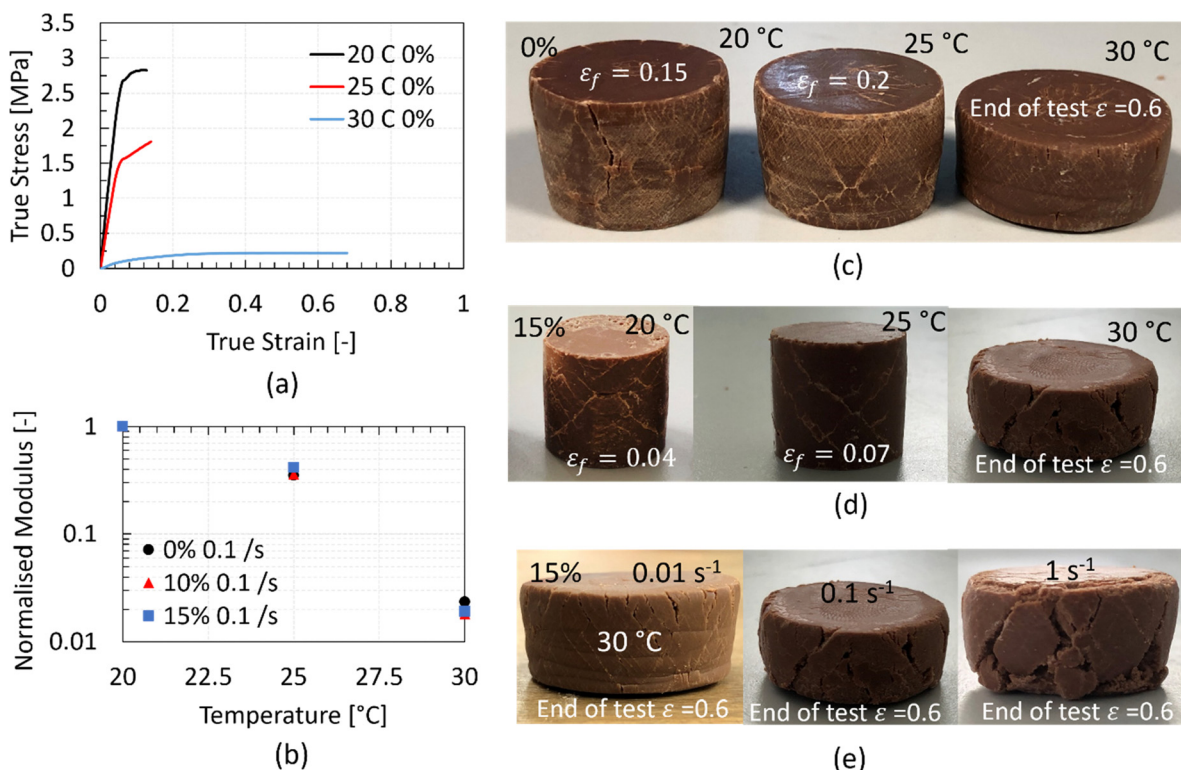 3.5
3
2.5
2
1.5
1
0.5
0
0 0.2 0.4 0.6 0.8 1
True Stress [MPa]
True Strain [-]
20 C 0%
25 C 0%
30 C 0%
(a)
1
0.1
0.01
20 22.5 25 27.5 30
Normalised Modulus [-]
Temperature [°C]
0% 0.1 /s
10% 0.1 /s
15% 0.1 /s
(b)
0% 20 °C 25 °C 30 °C
εf = 0.15
εf = 0.2
End of test ε =0.6
(c)
15% 20 °C 25 °C 30 °C
εf = 0.04
εf = 0.07
End of test ε =0.6
(d)
15% 0.01 s⁻¹
0.1 s⁻¹
1 s⁻¹
30 °C
End of test ε =0.6
End of test ε =0.6
End of test ε =0.6
(e)